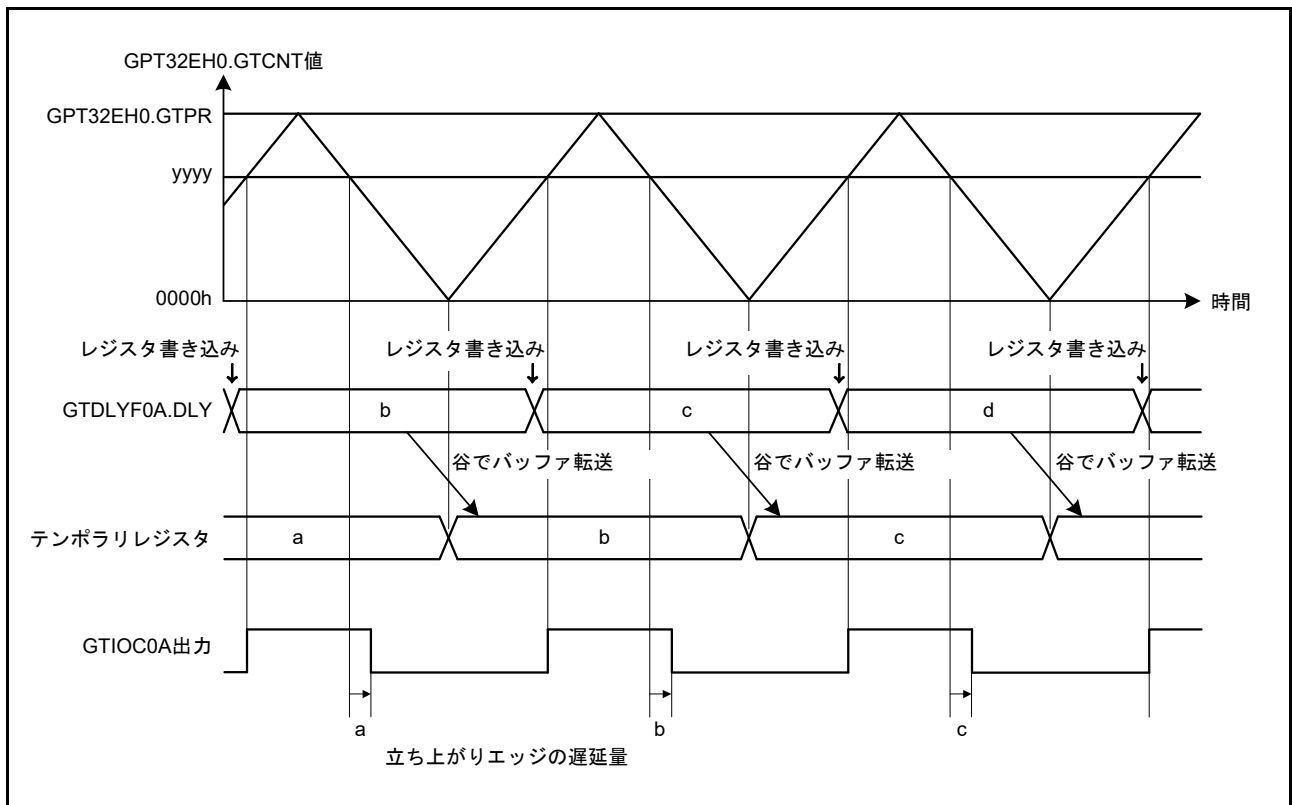 GPT32EH0.GTCNT値
GPT32EH0.GTPR
yyyy
0000h
時間
レジスタ書き込み レジスタ書き込み レジスタ書き込み レジスタ書き込み
GTDLYF0A.DLY b c d
谷でバッファ転送 谷でバッファ転送 谷でバッファ転送
テンポラリレジスタ a b c
GTIOC0A出力
a b c
立ち上がりエッジの遅延量